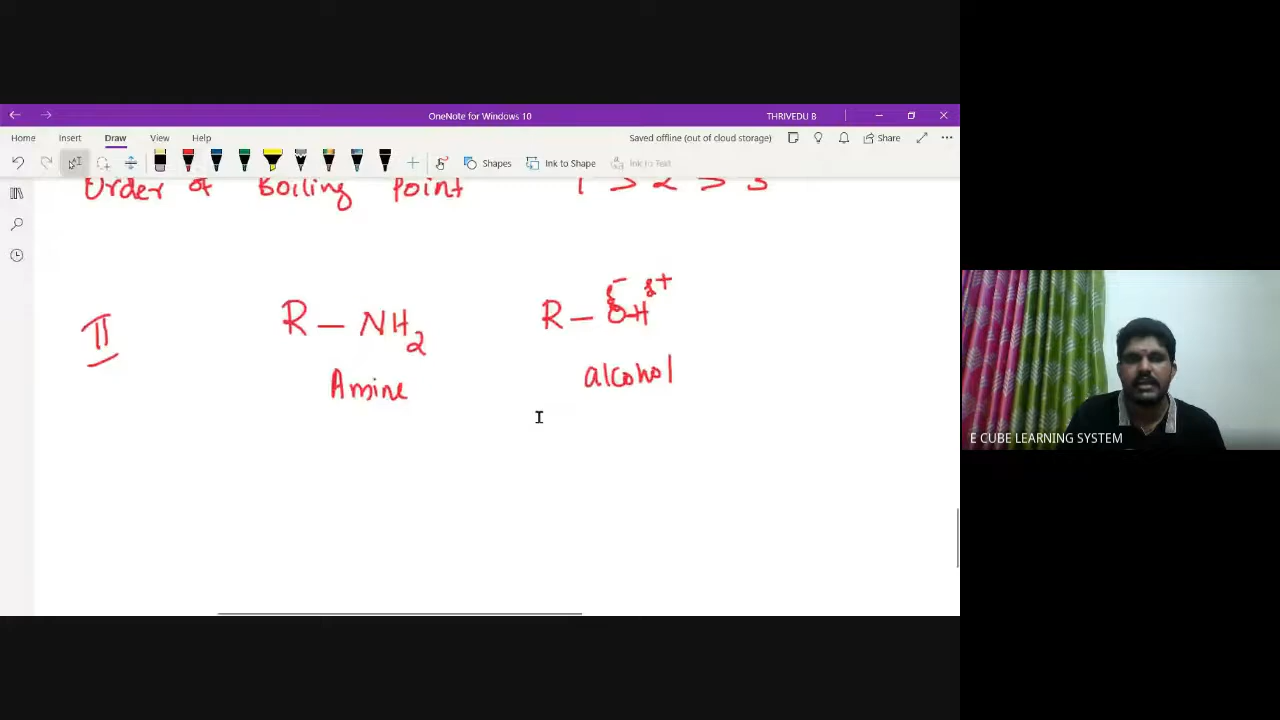 OneNote for Windows 10
THRIVEDU B
Home Insert Draw View Help
Saved offline (out of cloud storage)
Share
Shapes
Ink to Shape
Ink to Text
Order of Boiling Point 1 > 2 > 3
II
R - NH2
R - Oδ-–Hδ+
Amine
alcohol
E CUBE LEARNING SYSTEM